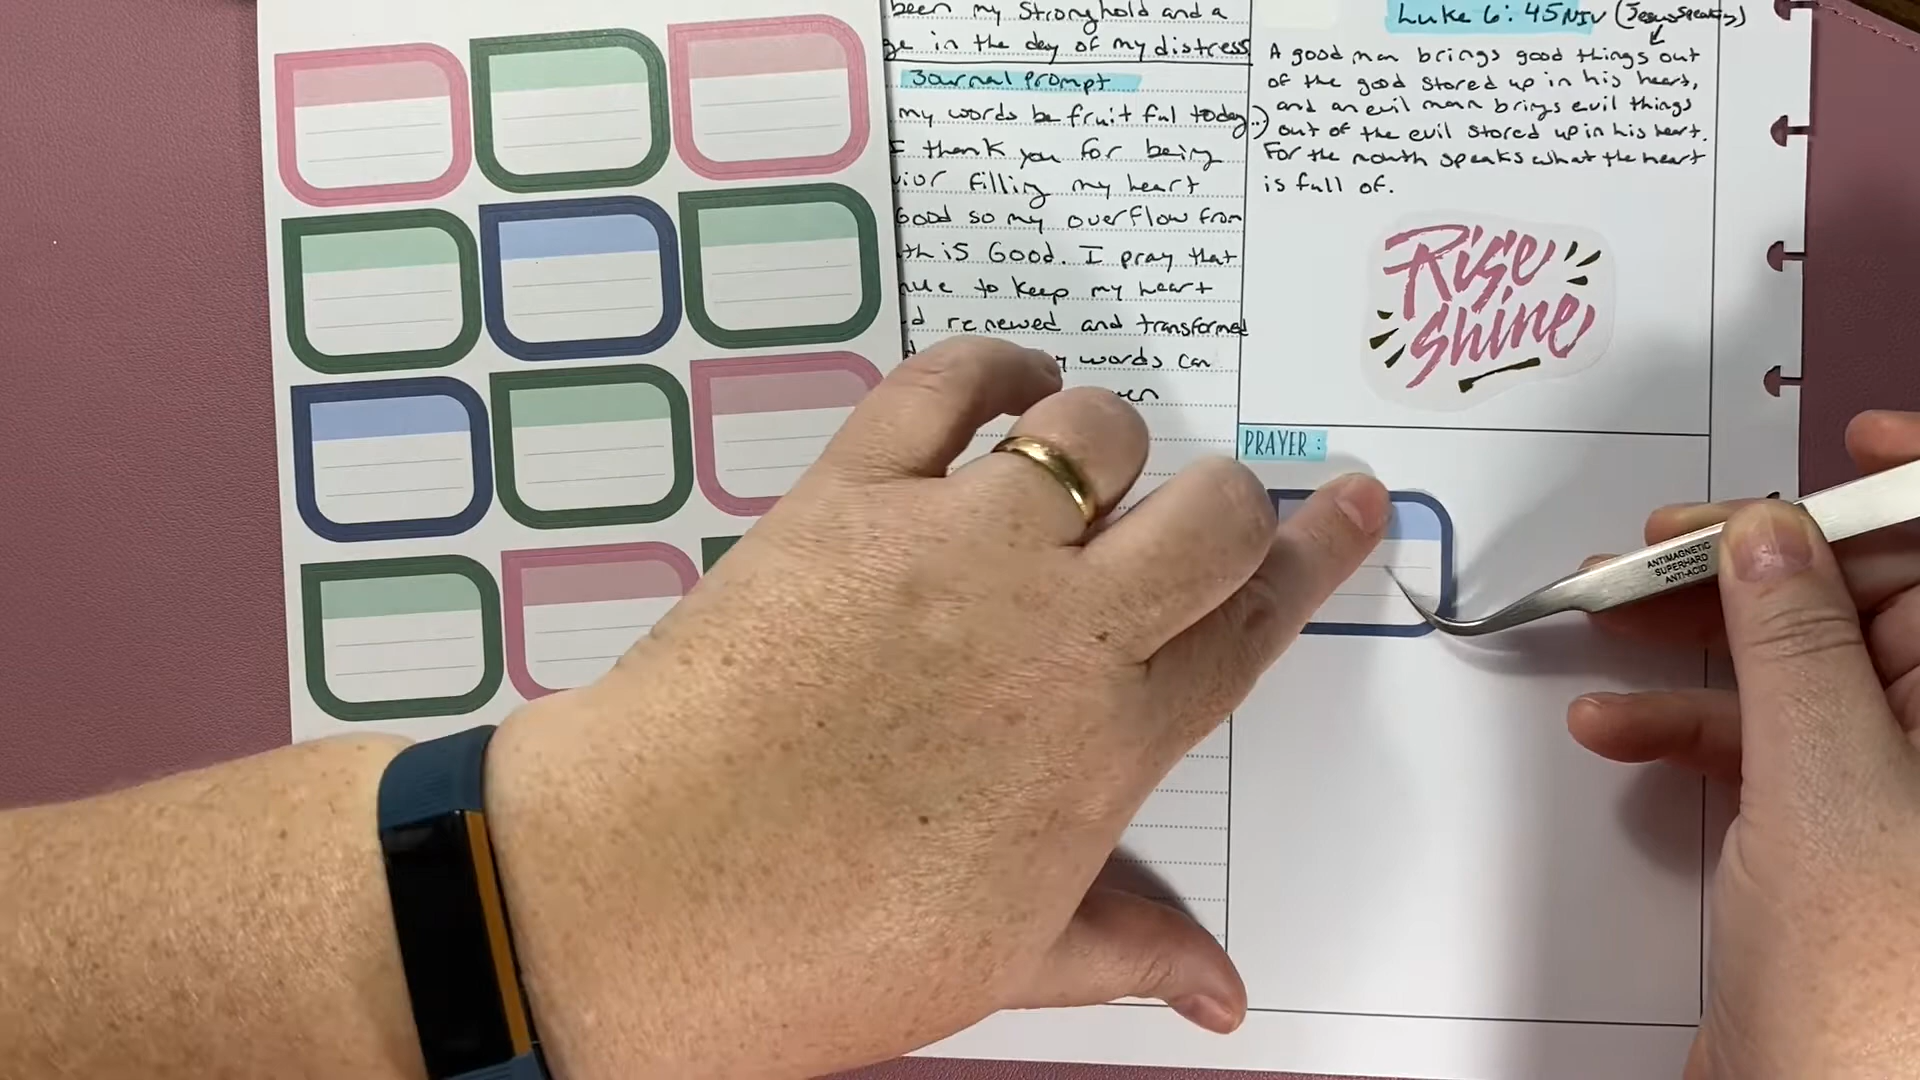 been my stronghold and a
in the day of my distress
Journal Prompt
my words be fruit ful today...)
I thank you for being
filling my heart
Good so my overflow from
this Good. I pray that
to keep my heart
renewed and transformed
words can
Luke 6:45 NIV (Jesus Speaking)
A good man brings good things out
of the good stored up in his heart,
and an evil man brings evil things
out of the evil stored up in his heart.
For the mouth speaks what the heart
is full of.
Rise
shine
PRAYER:
ANTIMAGNETIC
SUPERHARD
ANTI-ACID